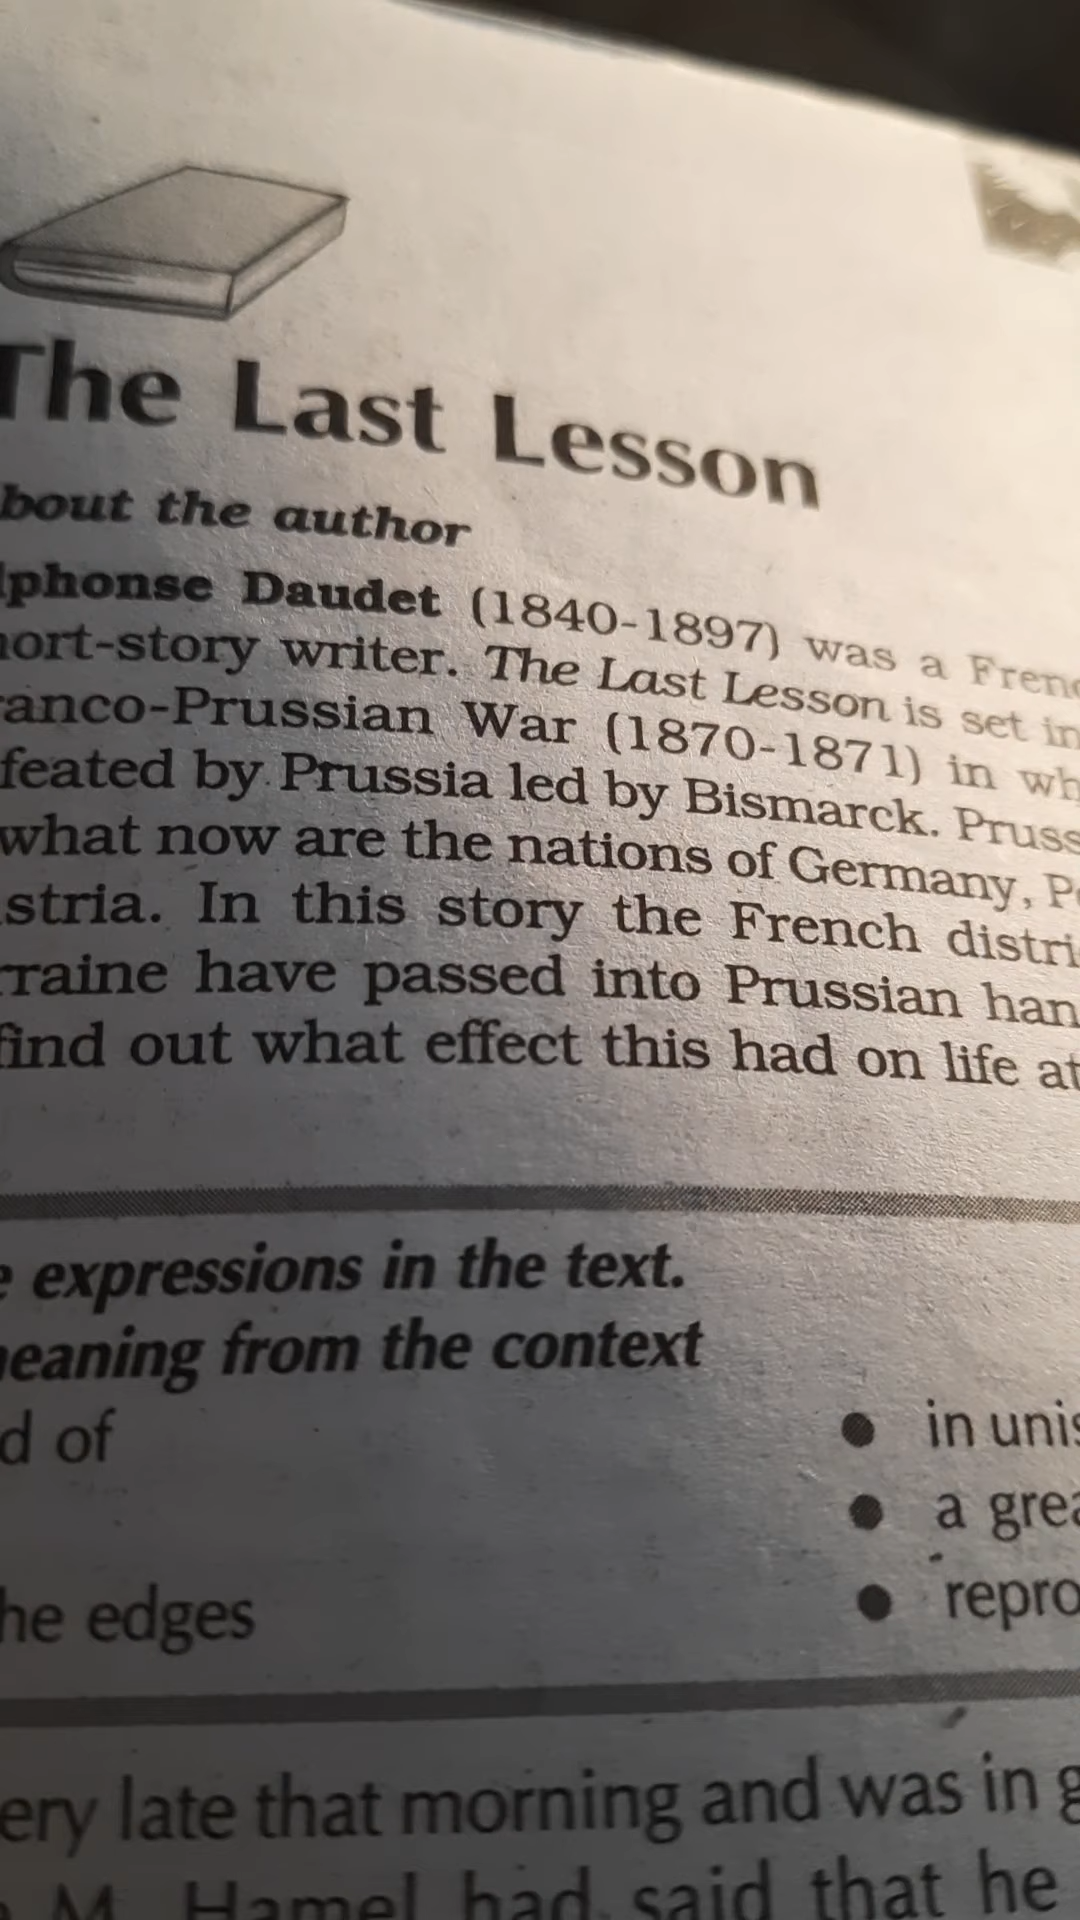 The Last Lesson
bout the author
lphonse Daudet (1840-1897) was a Frenc
hort-story writer. The Last Lesson is set in
ranco-Prussian War (1870-1871) in wh
feated by Prussia led by Bismarck. Pruss
what now are the nations of Germany, Po
stria. In this story the French distri
rraine have passed into Prussian han
find out what effect this had on life at
e expressions in the text.
eaning from the context
d of
in unis
a grea
he edges
repro
ery late that morning and was in g
M. Hamel had said that he